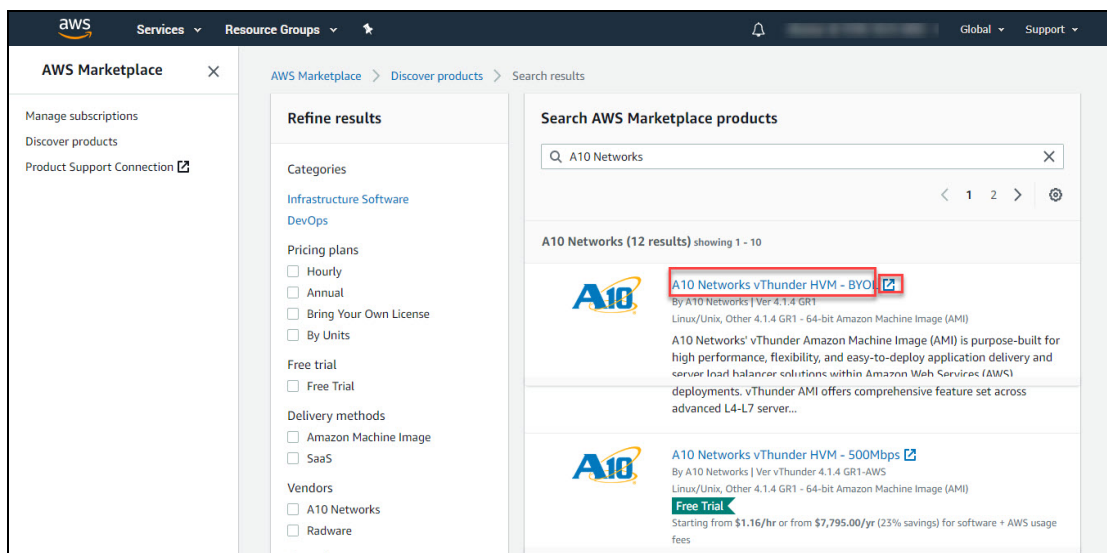 aws
Services
Resource Groups
Global
Support
AWS Marketplace
Manage subscriptions
Discover products
Product Support Connection
AWS Marketplace > Discover products > Search results
Refine results
Categories
Infrastructure Software
DevOps
Pricing plans
Hourly
Annual
Bring Your Own License
By Units
Free trial
Free Trial
Delivery methods
Amazon Machine Image
SaaS
Vendors
A10 Networks
Radware
Search AWS Marketplace products
A10 Networks
1 2
A10 Networks (12 results) showing 1 - 10
A10
A10 Networks vThunder HVM - BYOL
By A10 Networks | Ver 4.1.4 GR1
Linux/Unix, Other 4.1.4 GR1 - 64-bit Amazon Machine Image (AMI)
A10 Networks' vThunder Amazon Machine Image (AMI) is purpose-built for
high performance, flexibility, and easy-to-deploy application delivery and
server load balancer solutions within Amazon Web Services (AWS)
deployments. vThunder AMI offers comprehensive feature set across
advanced L4-L7 server...
A10
A10 Networks vThunder HVM - 500Mbps
By A10 Networks | Ver vThunder 4.1.4 GR1-AWS
Linux/Unix, Other 4.1.4 GR1 - 64-bit Amazon Machine Image (AMI)
Free Trial
Starting from $1.16/hr or from $7,795.00/yr (23% savings) for software + AWS usage
fees